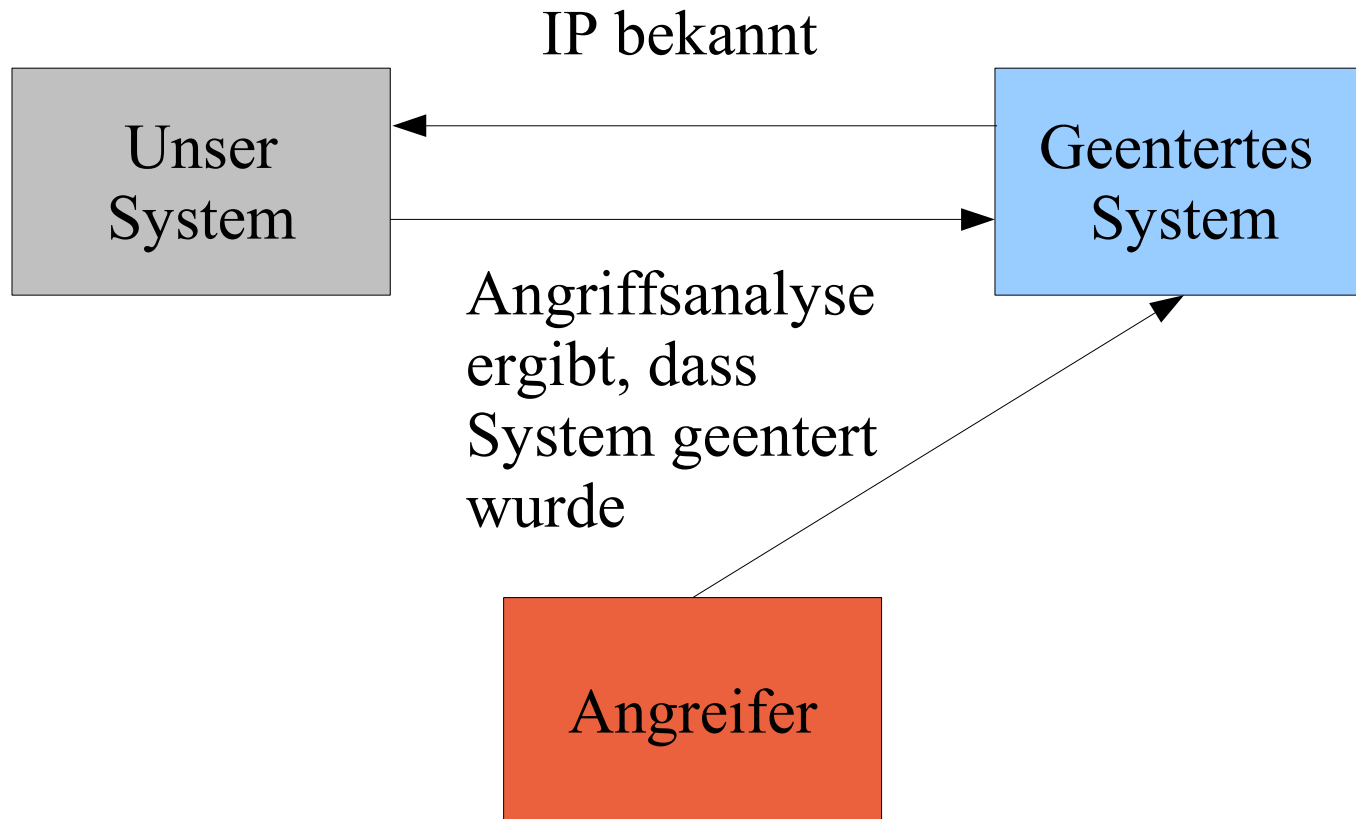 IP bekannt
Unser
System
Geentertes
System
Angriffsanalyse
ergibt, dass
System geentert
wurde
Angreifer